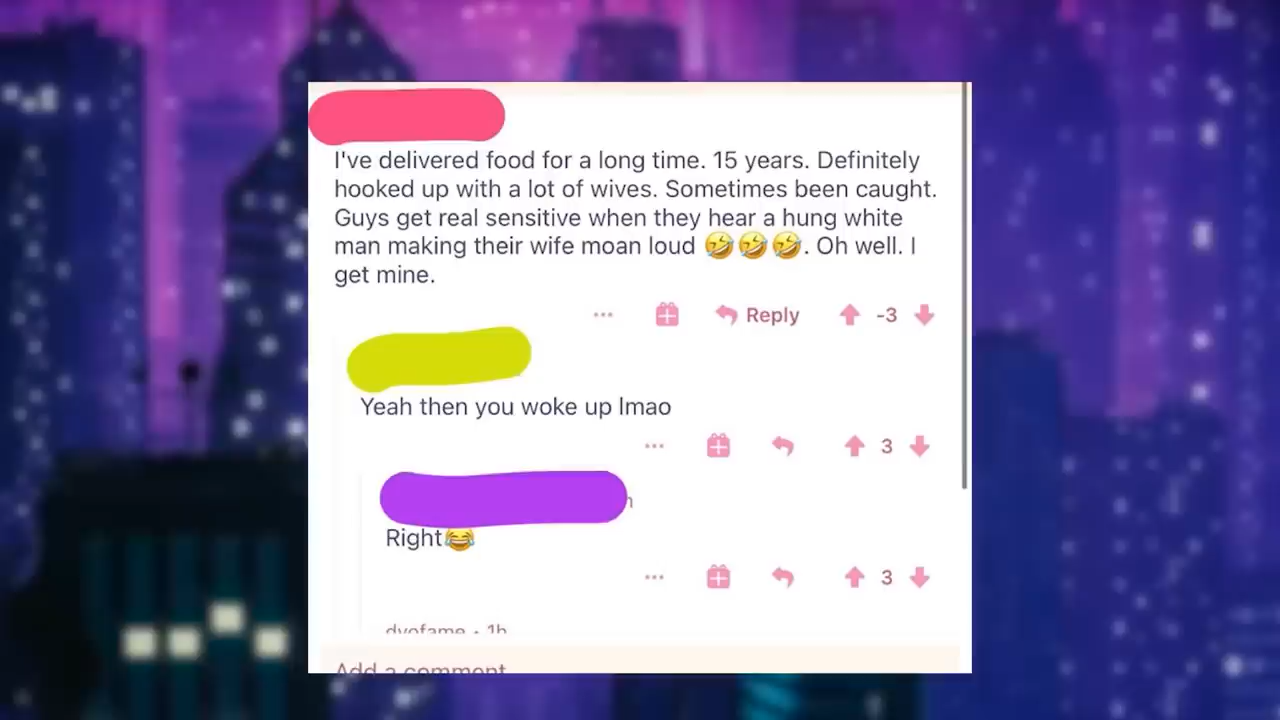 I've delivered food for a long time. 15 years. Definitely
hooked up with a lot of wives. Sometimes been caught.
Guys get real sensitive when they hear a hung white
man making their wife moan loud 🤣🤣🤣. Oh well. I
get mine.
Reply -3
Yeah then you woke up lmao
3
Right😂
3
dvofame • 1h
Add a comment